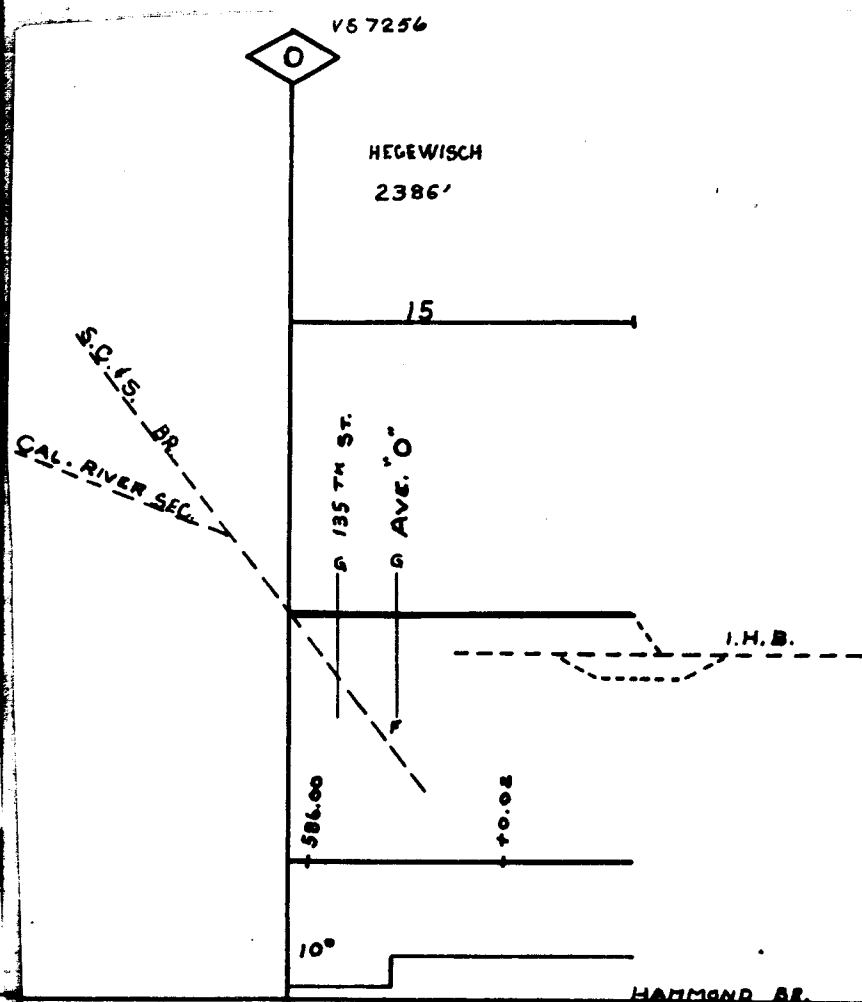 VS 7256
O
HEGEWISCH
2386'
15
S.C. & S. BR.
CAL. RIVER SEC.
G 135 TH ST.
G AVE. "O"
F
I.H.B.
586.00
+0.02
10°
HAMMOND BR.